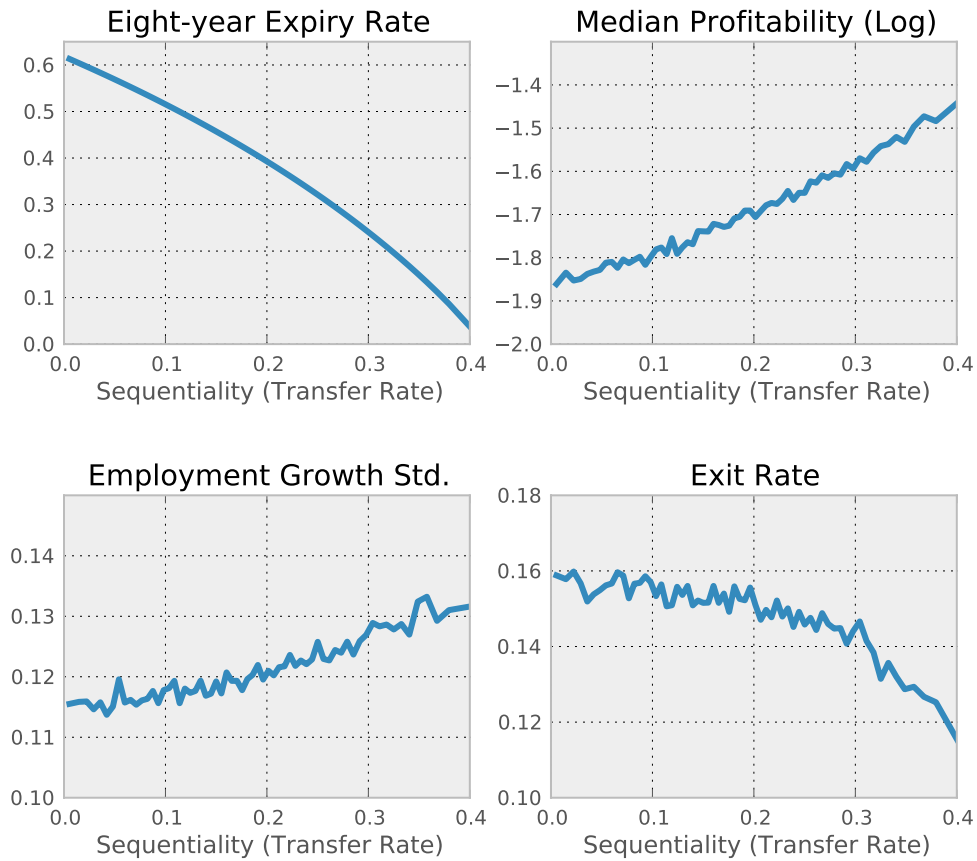 Eight-year Expiry Rate
0.6
0.5
0.4
0.3
0.2
0.1
0.0
0.0 0.1 0.2 0.3 0.4
Sequentiality (Transfer Rate)
Median Profitability (Log)
−1.4
−1.5
−1.6
−1.7
−1.8
−1.9
−2.0
0.0 0.1 0.2 0.3 0.4
Sequentiality (Transfer Rate)
Employment Growth Std.
0.14
0.13
0.12
0.11
0.10
0.0 0.1 0.2 0.3 0.4
Sequentiality (Transfer Rate)
Exit Rate
0.18
0.16
0.14
0.12
0.10
0.0 0.1 0.2 0.3 0.4
Sequentiality (Transfer Rate)